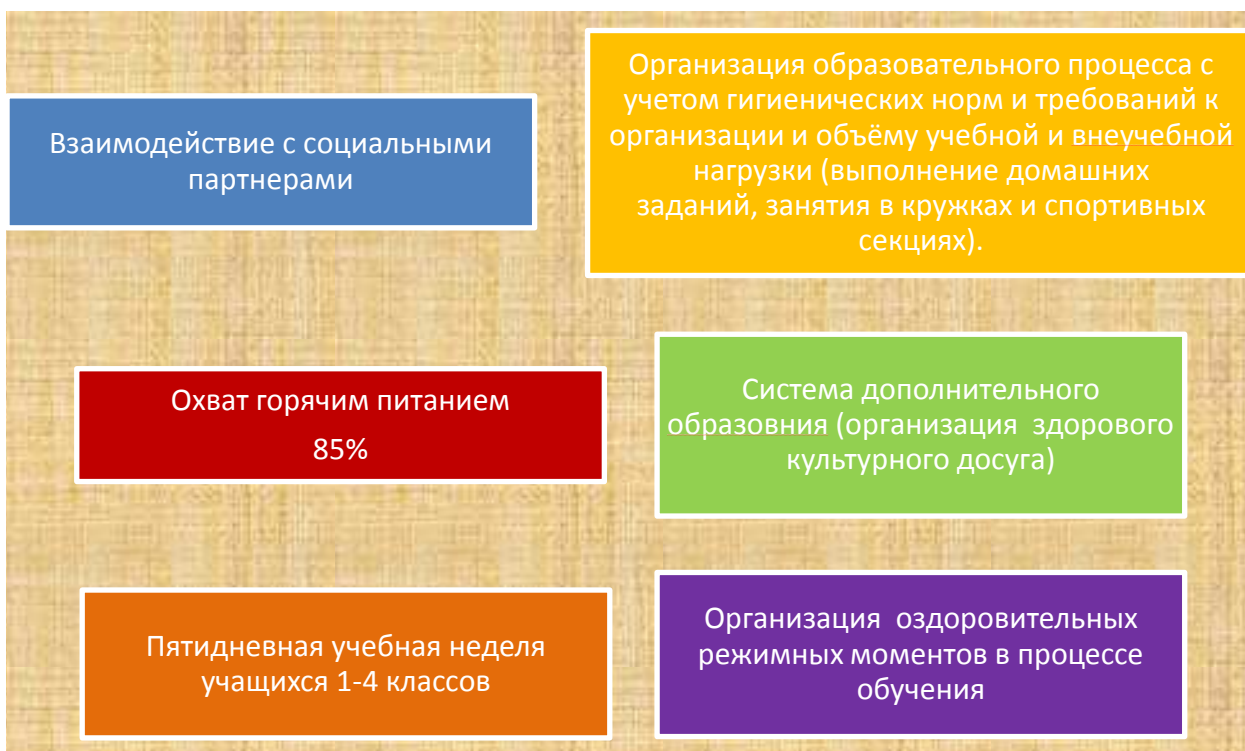 Взаимодействие с социальными
партнерами
Организация образовательного процесса с
учетом гигиенических норм и требований к
организации и объёму учебной и внеучебной
нагрузки (выполнение домашних
заданий, занятия в кружках и спортивных
секциях).
Охват горячим питанием
85%
Система дополнительного
образовния (организация здорового
культурного досуга)
Пятидневная учебная неделя
учащихся 1-4 классов
Организация оздоровительных
режимных моментов в процессе
обучения